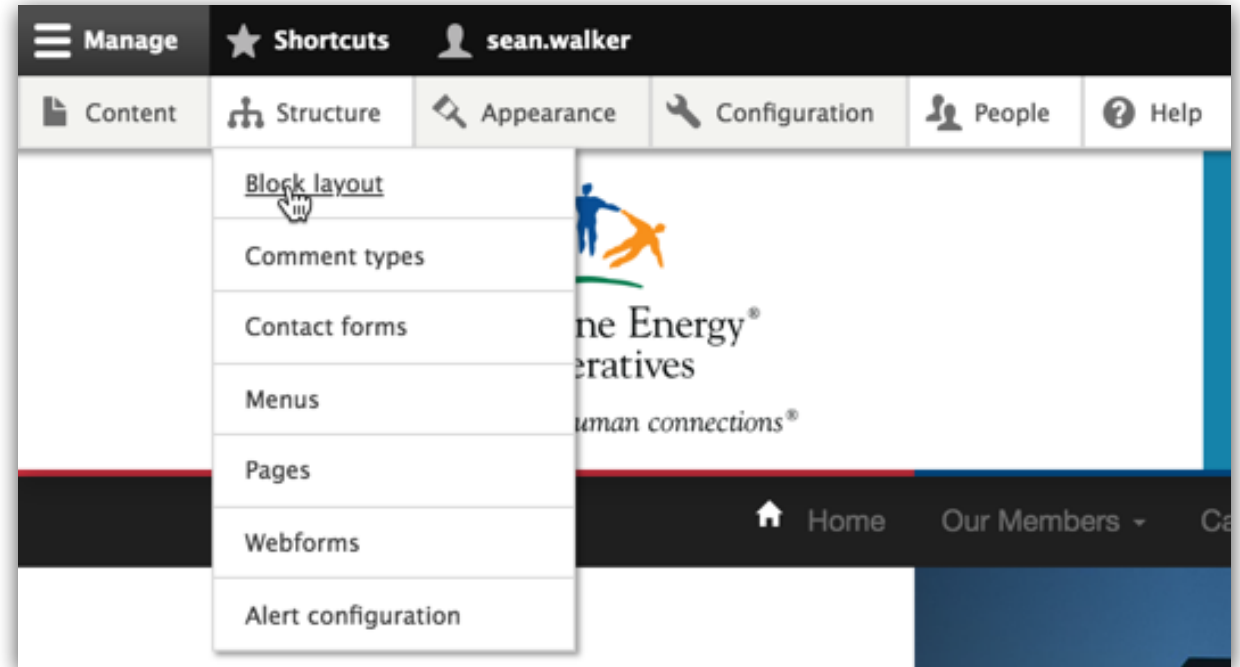 Manage Shortcuts sean.walker
Content Structure Appearance Configuration People Help
Block layout
Comment types
Contact forms
ne Energy®
eratives
Menus
uman connections®
Pages
Home Our Members
Webforms
Alert configuration